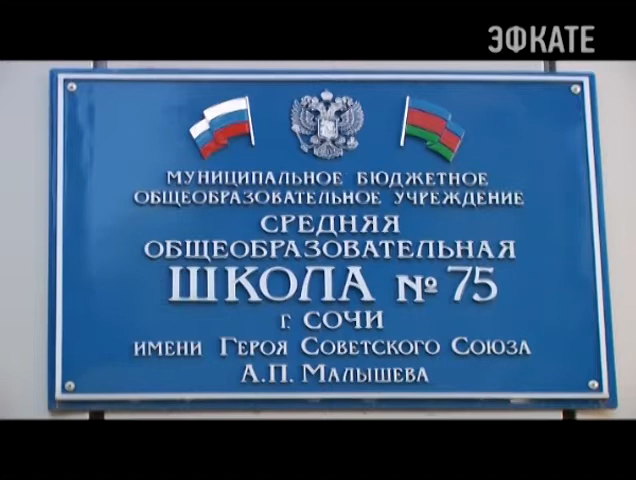 ЭФКАТЕ
МУНИЦИПАЛЬНОЕ БЮДЖЕТНОЕ
ОБЩЕОБРАЗОВАТЕЛЬНОЕ УЧРЕЖДЕНИЕ
СРЕДНЯЯ
ОБЩЕОБРАЗОВАТЕЛЬНАЯ
ШКОЛА № 75
Г. СОЧИ
ИМЕНИ ГЕРОЯ СОВЕТСКОГО СОЮЗА
А.П. МАЛЫШЕВА